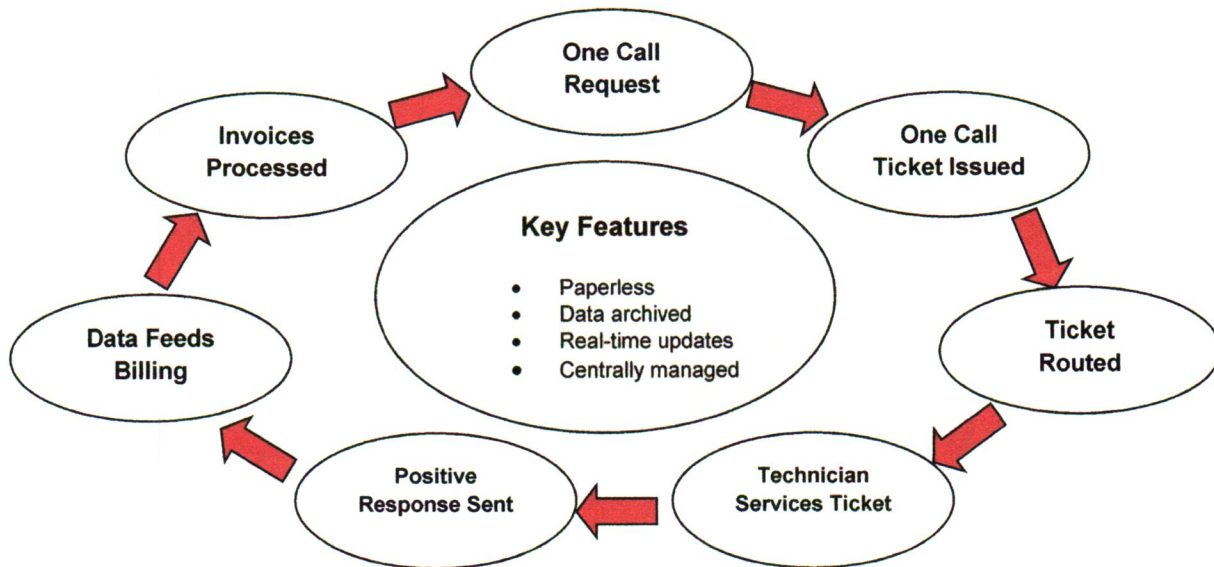 One Call
Request
One Call
Ticket Issued
Ticket
Routed
Technician
Services Ticket
Positive
Response Sent
Data Feeds
Billing
Invoices
Processed
Key Features
• Paperless
• Data archived
• Real-time updates
• Centrally managed